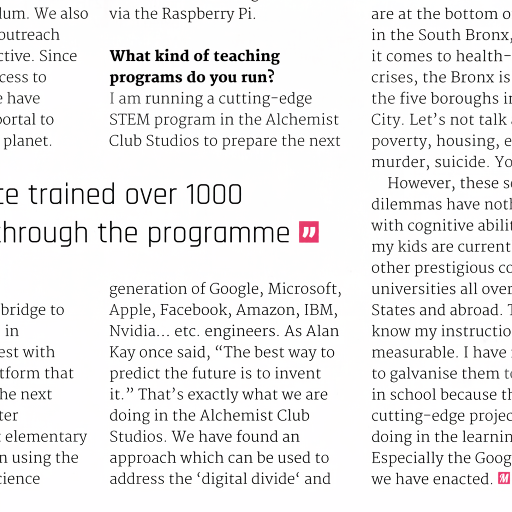 lum. We also
outreach
ctive. Since
cess to
e have
portal to
planet.
via the Raspberry Pi.
What kind of teaching
programs do you run?
I am running a cutting-edge
STEM program in the Alchemist
Club Studios to prepare the next
te trained over 1000
through the programme
bridge to
in
est with
tform that
he next
ter
elementary
n using the
cience
generation of Google, Microsoft,
Apple, Facebook, Amazon, IBM,
Nvidia... etc. engineers. As Alan
Kay once said, “The best way to
predict the future is to invent
it.” That’s exactly what we are
doing in the Alchemist Club
Studios. We have found an
approach which can be used to
address the ‘digital divide‘ and
are at the bottom o
in the South Bronx,
it comes to health-
crises, the Bronx is
the five boroughs i
City. Let’s not talk
poverty, housing, e
murder, suicide. Yo
However, these s
dilemmas have not
with cognitive abili
my kids are current
other prestigious co
universities all over
States and abroad. T
know my instructio
measurable. I have
to galvanise them t
in school because th
cutting-edge projec
doing in the learnin
Especially the Goog
we have enacted.